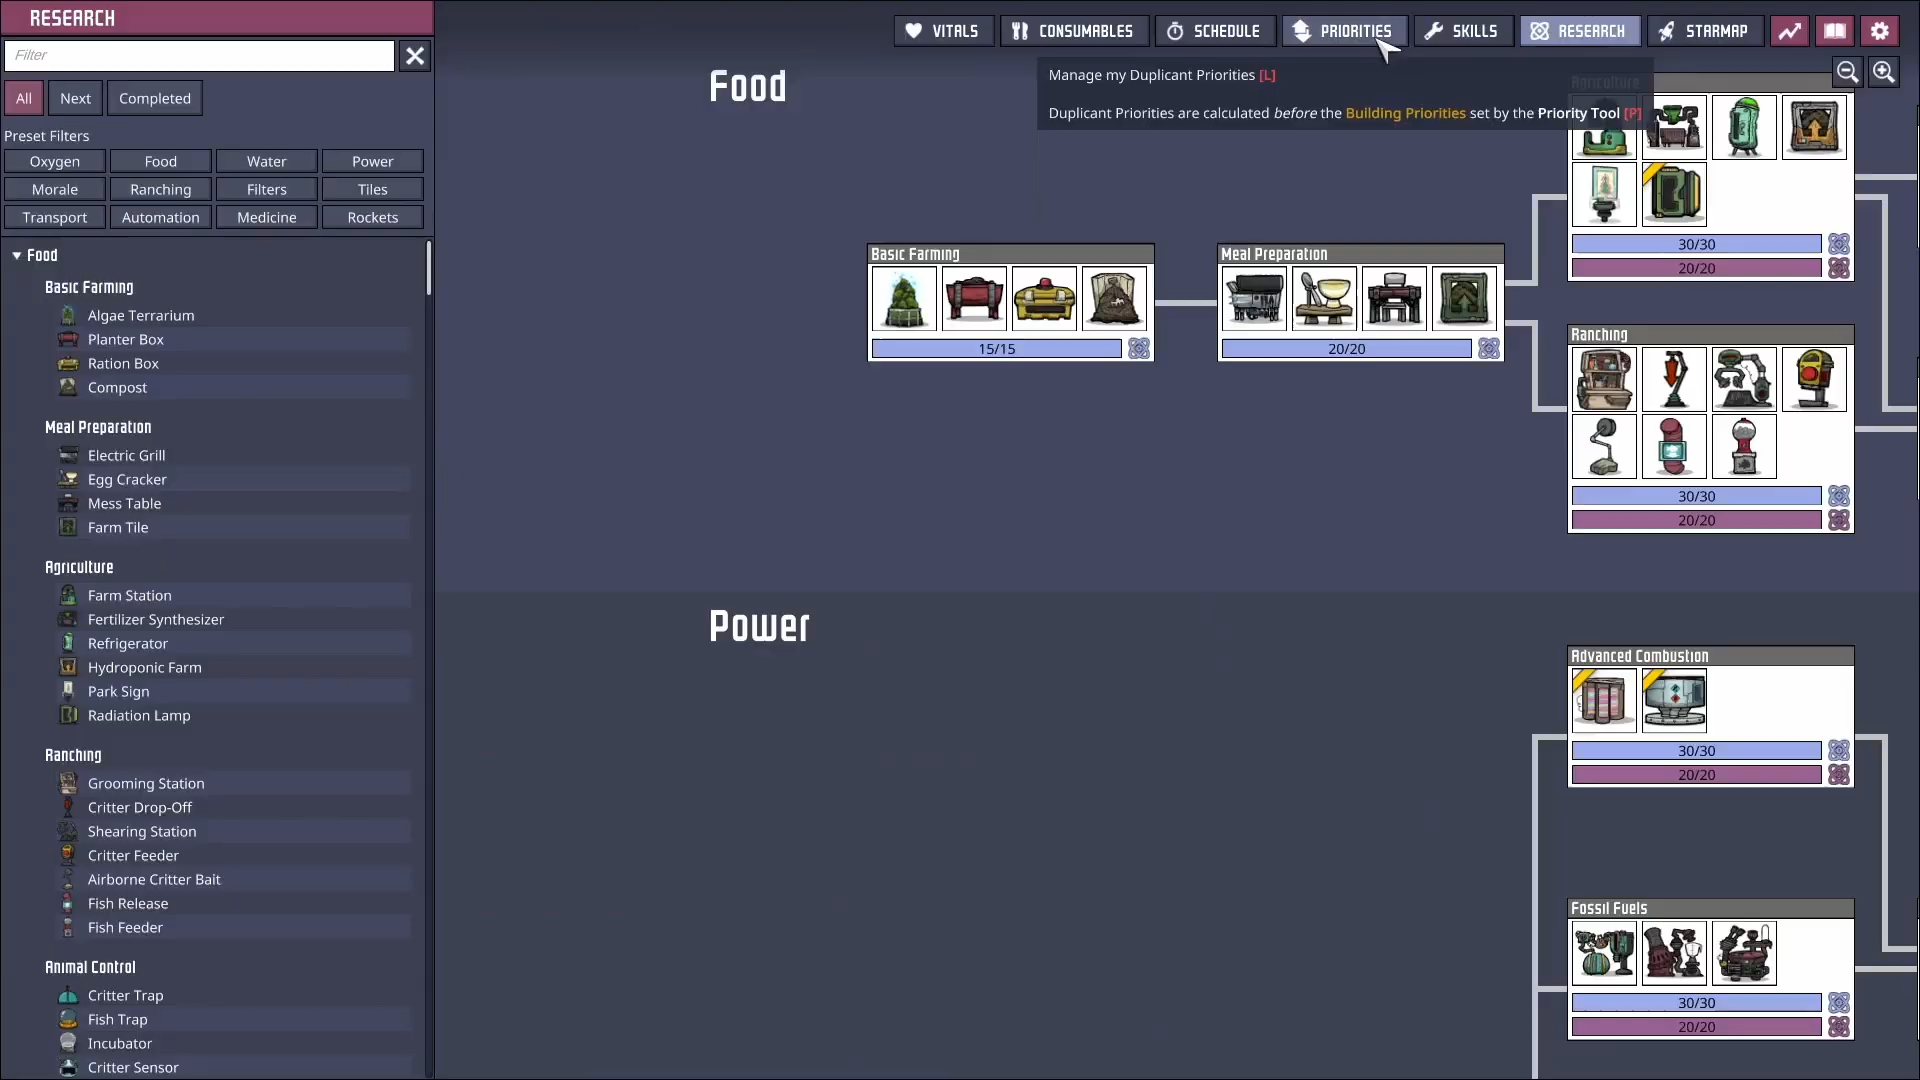 RESEARCH
VITALS
CONSUMABLES
SCHEDULE
PRIORITIES
SKILLS
RESEARCH
STARMAP
Filter
All
Next
Completed
Preset Filters
Oxygen
Food
Water
Power
Morale
Ranching
Filters
Tiles
Transport
Automation
Medicine
Rockets
Food
Basic Farming
Algae Terrarium
Planter Box
Ration Box
Compost
Meal Preparation
Electric Grill
Egg Cracker
Mess Table
Farm Tile
Agriculture
Farm Station
Fertilizer Synthesizer
Refrigerator
Hydroponic Farm
Park Sign
Radiation Lamp
Ranching
Grooming Station
Critter Drop-Off
Shearing Station
Critter Feeder
Airborne Critter Bait
Fish Release
Fish Feeder
Animal Control
Critter Trap
Fish Trap
Incubator
Critter Sensor
Food
Manage my Duplicant Priorities [L]
Duplicant Priorities are calculated before the Building Priorities set by the Priority Tool [P]
Agriculture
30/30
20/20
Basic Farming
15/15
Meal Preparation
20/20
Ranching
30/30
20/20
Power
Advanced Combustion
30/30
20/20
Fossil Fuels
30/30
20/20